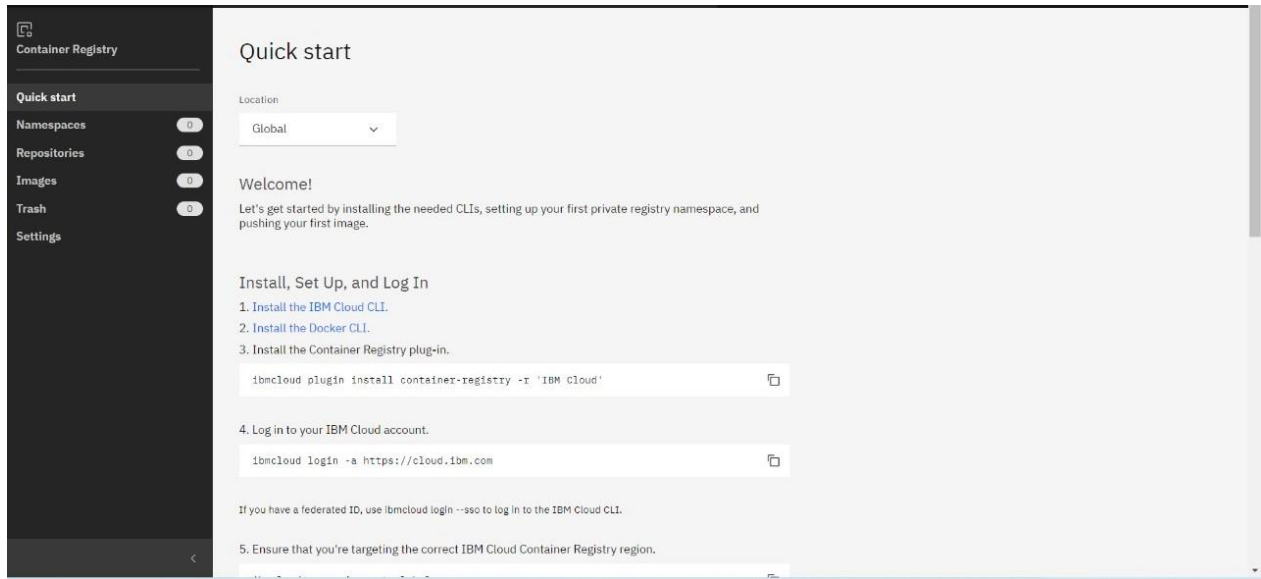 Container Registry
Quick start
Namespaces 0
Repositories 0
Images 0
Trash 0
Settings
Quick start
Location
Global
Welcome!
Let's get started by installing the needed CLIs, setting up your first private registry namespace, and
pushing your first image.
Install, Set Up, and Log In
1. Install the IBM Cloud CLI.
2. Install the Docker CLI.
3. Install the Container Registry plug-in.
ibmcloud plugin install container-registry -r 'IBM Cloud'
4. Log in to your IBM Cloud account.
ibmcloud login -a https://cloud.ibm.com
If you have a federated ID, use ibmcloud login --sso to log in to the IBM Cloud CLI.
5. Ensure that you're targeting the correct IBM Cloud Container Registry region.